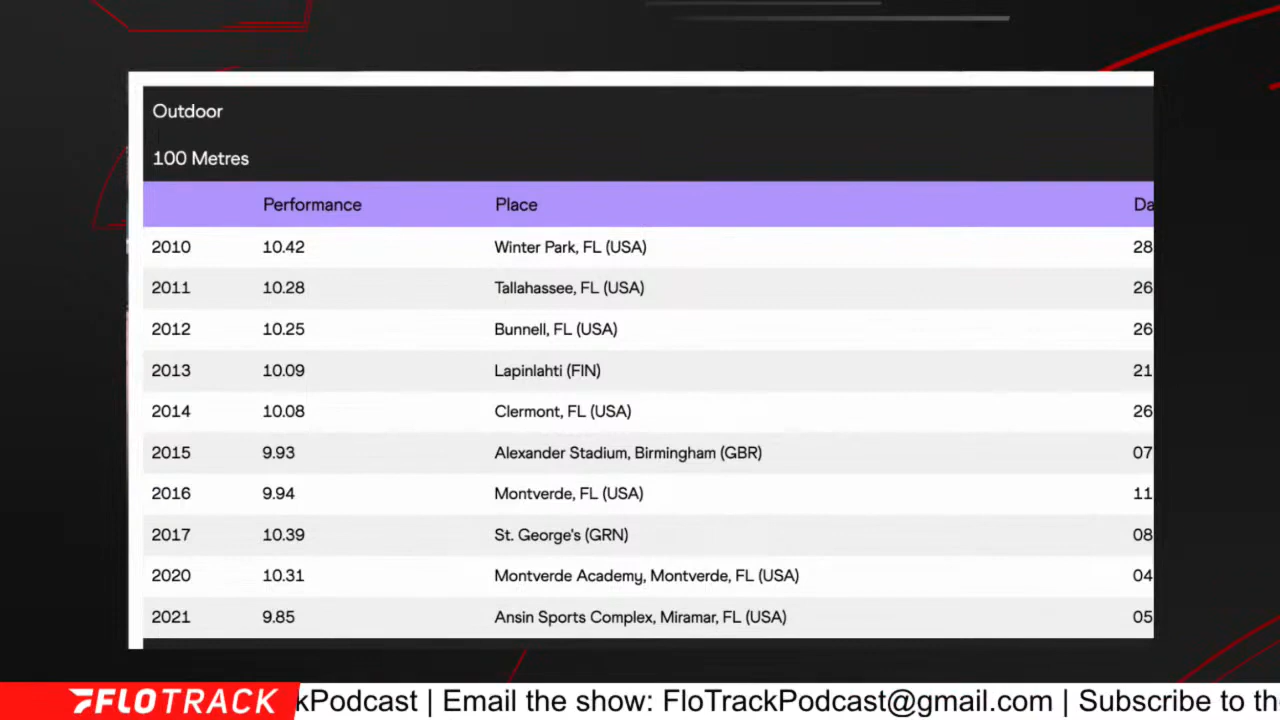 Outdoor
100 Metres
Performance Place Da
2010 10.42 Winter Park, FL (USA) 28
2011 10.28 Tallahassee, FL (USA) 26
2012 10.25 Bunnell, FL (USA) 26
2013 10.09 Lapinlahti (FIN) 21
2014 10.08 Clermont, FL (USA) 26
2015 9.93 Alexander Stadium, Birmingham (GBR) 07
2016 9.94 Montverde, FL (USA) 11
2017 10.39 St. George's (GRN) 08
2020 10.31 Montverde Academy, Montverde, FL (USA) 04
2021 9.85 Ansin Sports Complex, Miramar, FL (USA) 05
FLOTRACK kPodcast | Email the show: FloTrackPodcast@gmail.com | Subscribe to th